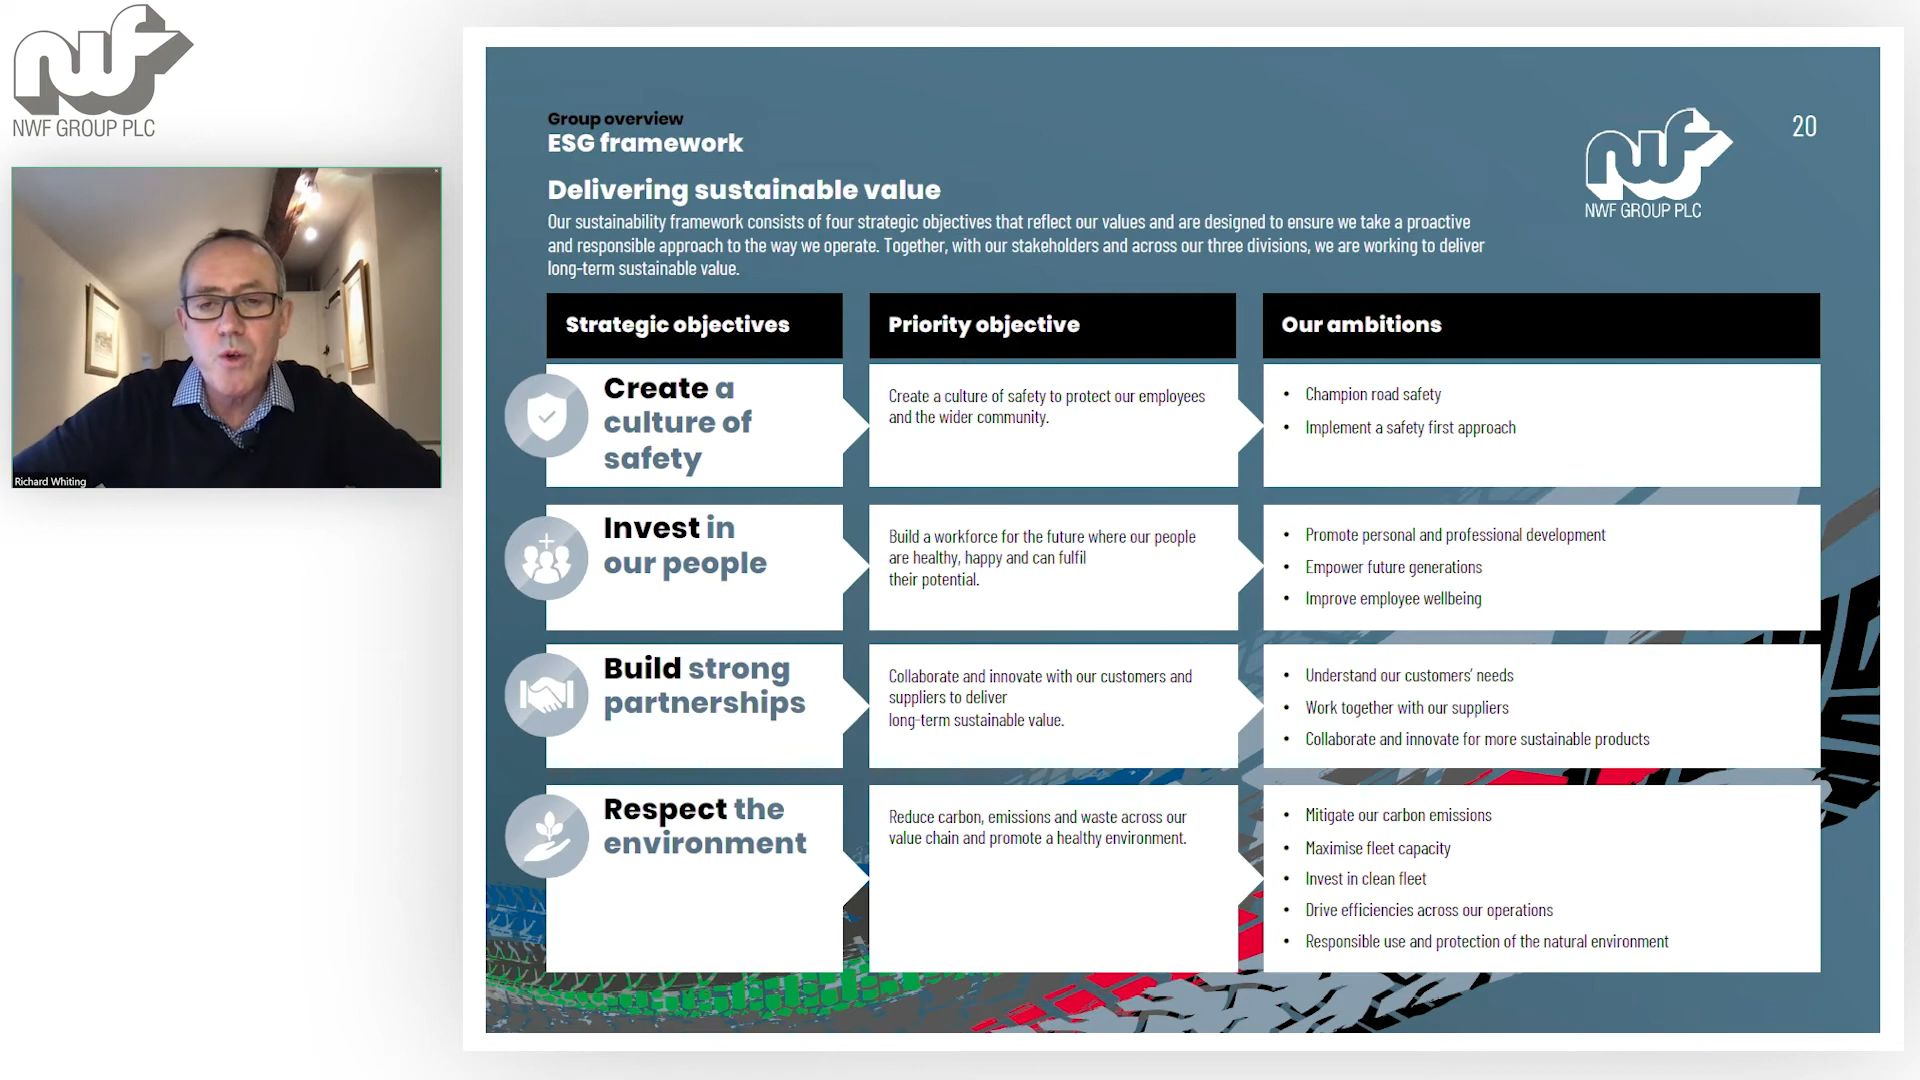 nwf
NWF GROUP PLC
Richard Whiting
Group overview
ESG framework
nwf
NWF GROUP PLC
20
Delivering sustainable value
Our sustainability framework consists of four strategic objectives that reflect our values and are designed to ensure we take a proactive
and responsible approach to the way we operate. Together, with our stakeholders and across our three divisions, we are working to deliver
long-term sustainable value.
Strategic objectives
Priority objective
Our ambitions
Create a
culture of
safety
Create a culture of safety to protect our employees
and the wider community.
• Champion road safety
• Implement a safety first approach
Invest in
our people
Build a workforce for the future where our people
are healthy, happy and can fulfil
their potential.
• Promote personal and professional development
• Empower future generations
• Improve employee wellbeing
Build strong
partnerships
Collaborate and innovate with our customers and
suppliers to deliver
long-term sustainable value.
• Understand our customers’ needs
• Work together with our suppliers
• Collaborate and innovate for more sustainable products
Respect the
environment
Reduce carbon, emissions and waste across our
value chain and promote a healthy environment.
• Mitigate our carbon emissions
• Maximise fleet capacity
• Invest in clean fleet
• Drive efficiencies across our operations
• Responsible use and protection of the natural environment